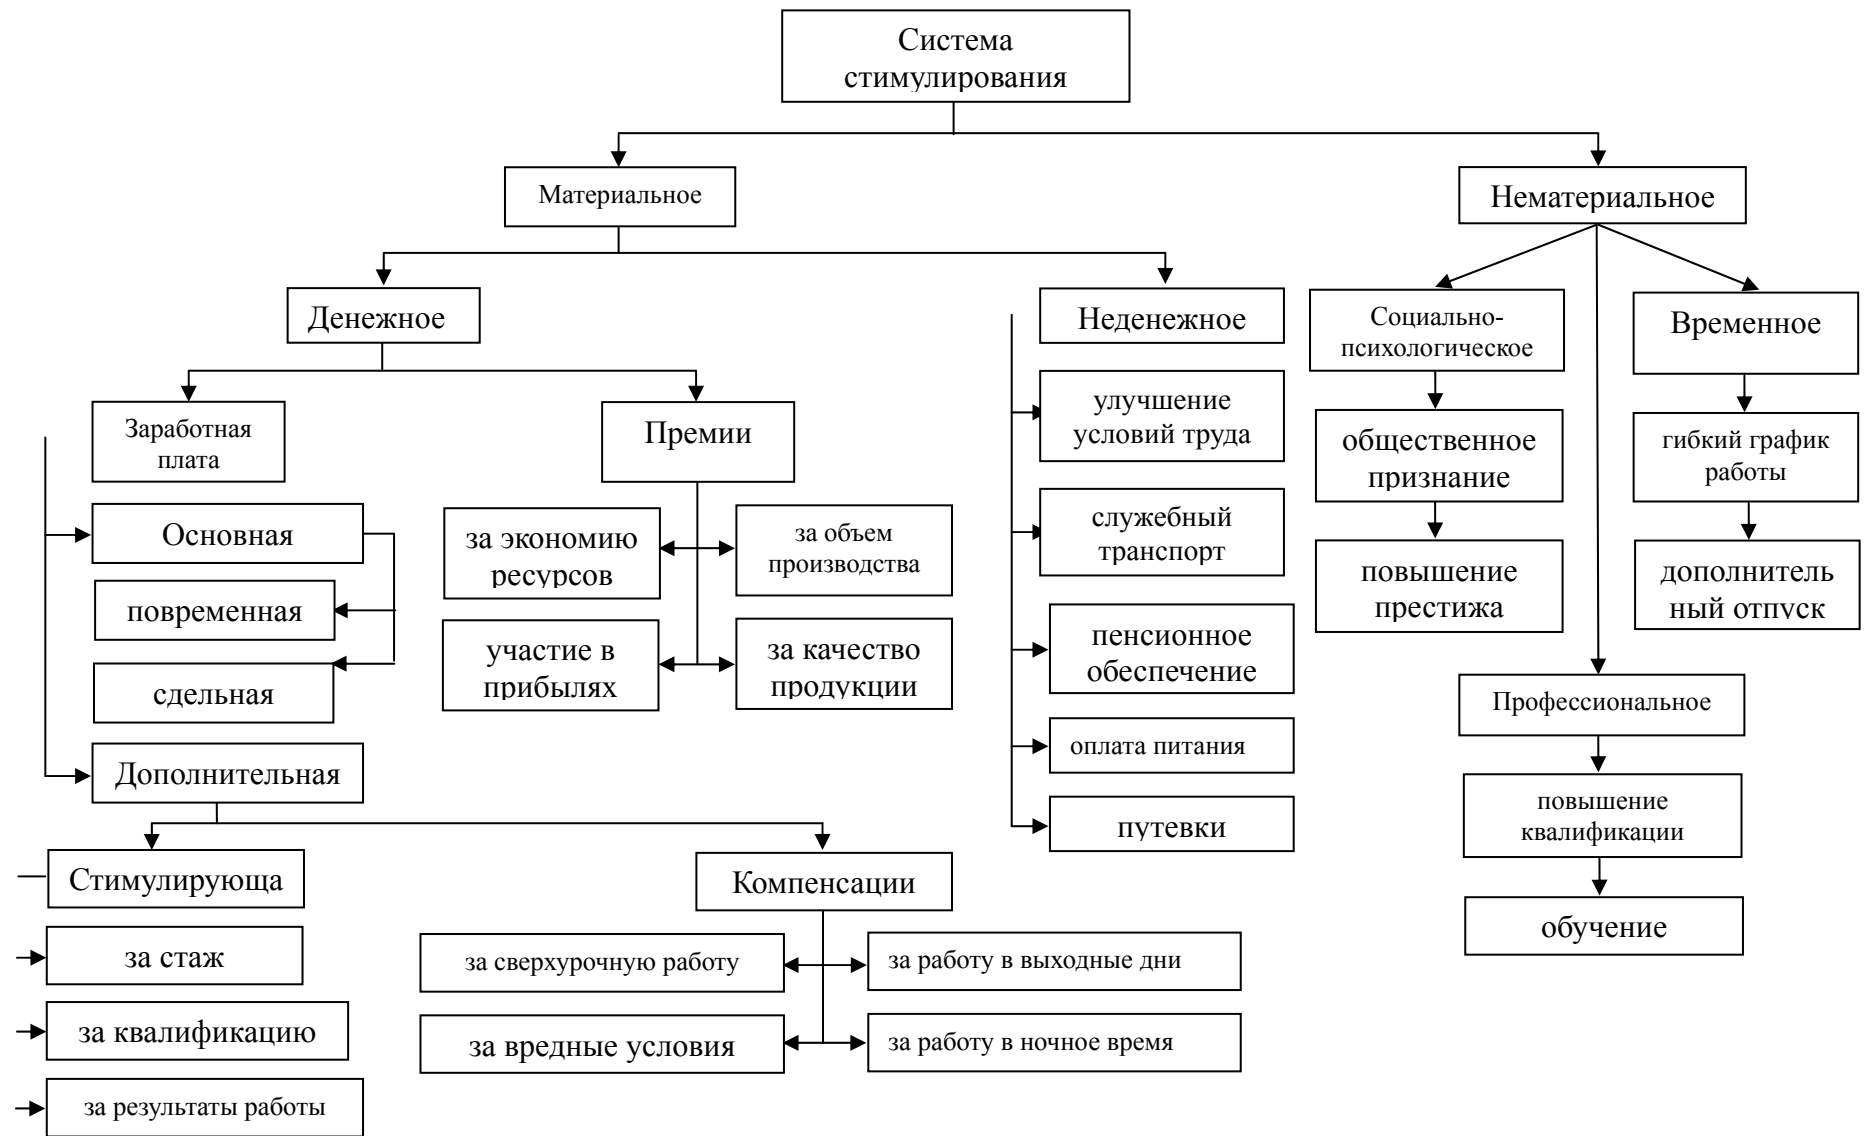 Система
стимулирования
Материальное
Нематериальное
Денежное
Неденежное
Социально-
психологическое
Временное
Заработная
плата
Премии
улучшение
условий труда
общественное
признание
гибкий график
работы
Основная
за экономию
ресурсов
за объем
производства
служебный
транспорт
повышение
престижа
дополнитель
ный отпуск
повременная
сдельная
участие в
прибылях
за качество
продукции
пенсионное
обеспечение
Профессиональное
Дополнительная
оплата питания
повышение
квалификации
путевки
Стимулирующа
Компенсации
обучение
за стаж
за сверхурочную работу
за работу в выходные дни
за квалификацию
за вредные условия
за работу в ночное время
за результаты работы